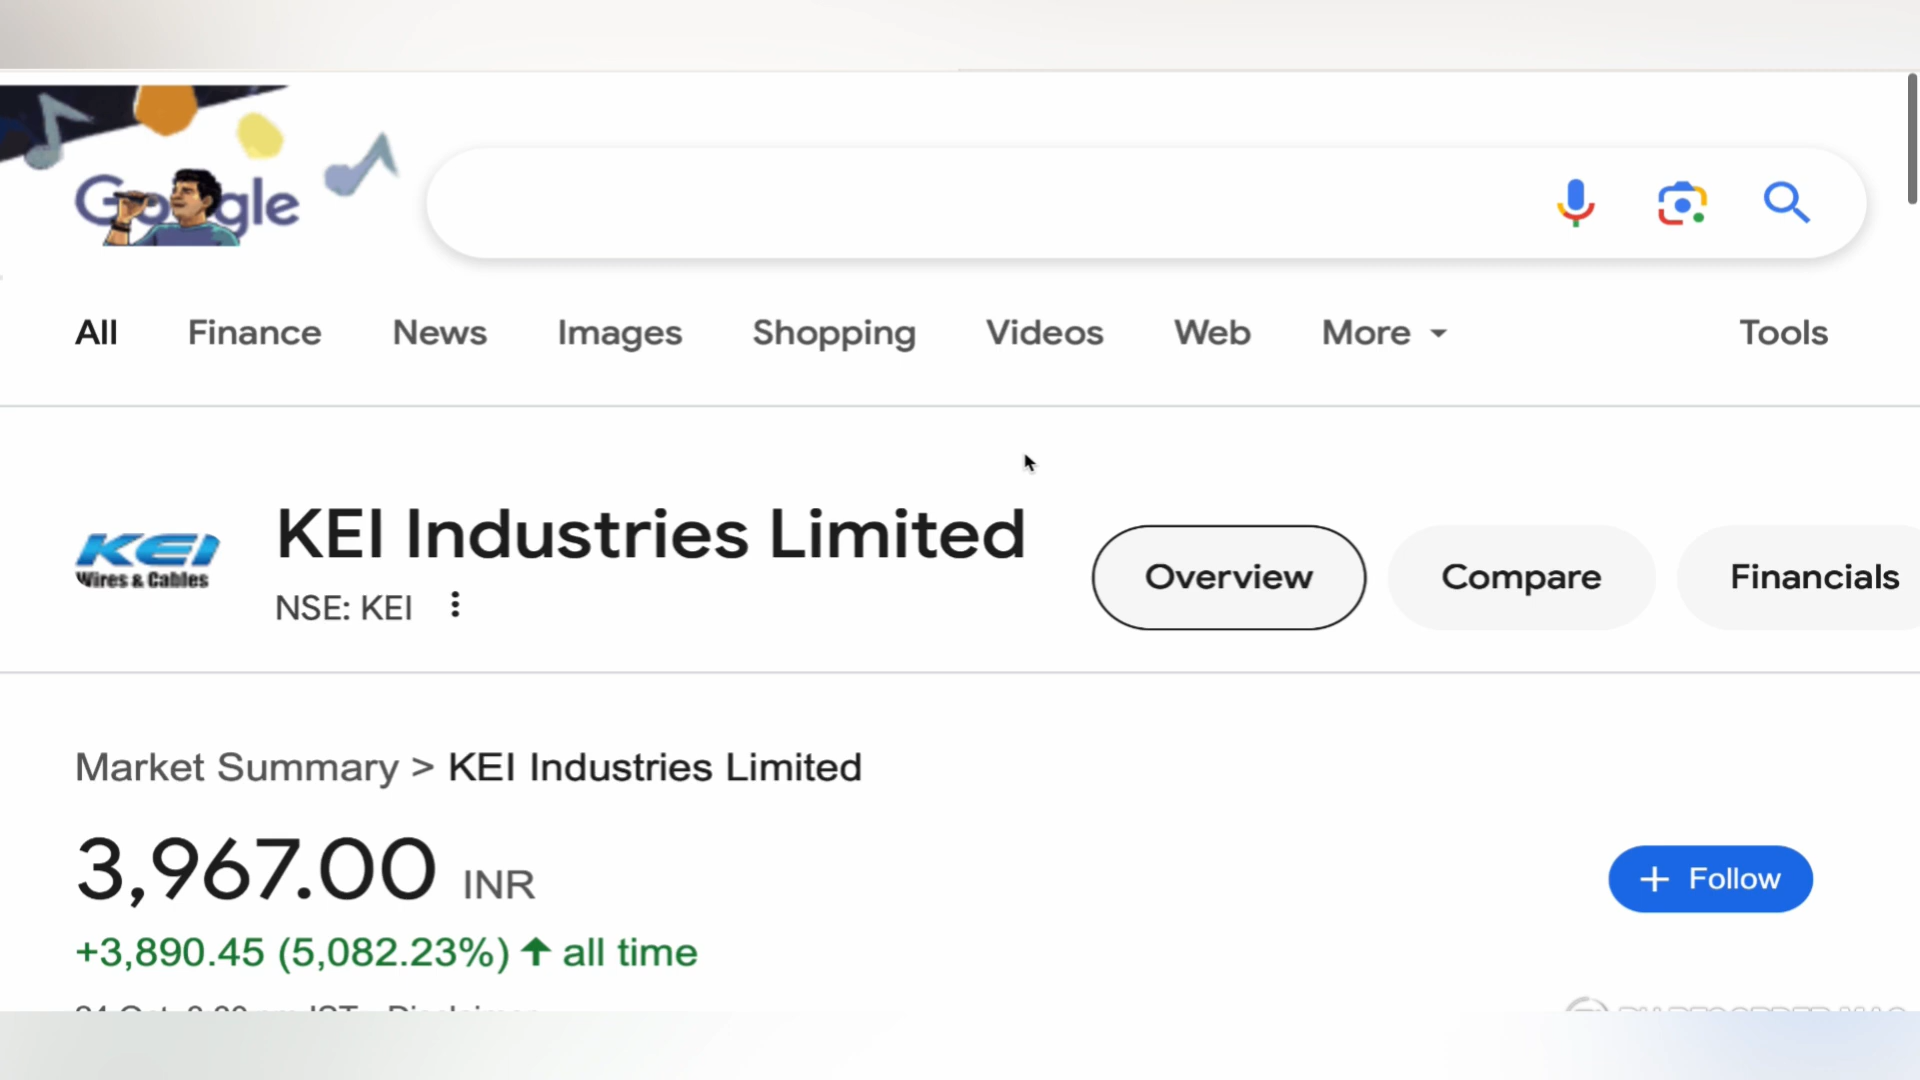 Google
All Finance News Images Shopping Videos Web More Tools
KEI Wires & Cables
KEI Industries Limited
NSE: KEI
Overview Compare Financials
Market Summary > KEI Industries Limited
3,967.00 INR
+ Follow
+3,890.45 (5,082.23%) ↑ all time